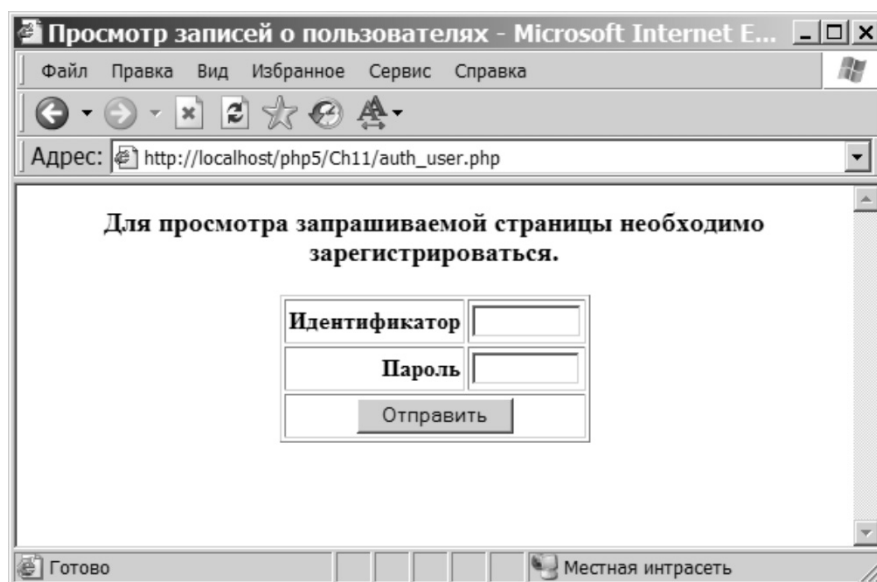 Просмотр записей о пользователях - Microsoft Internet E...
Файл Правка Вид Избранное Сервис Справка
Адрес: http://localhost/php5/Ch11/auth_user.php
Для просмотра запрашиваемой страницы необходимо
зарегистрироваться.
Идентификатор
Пароль
Отправить
Готово Местная интрасеть